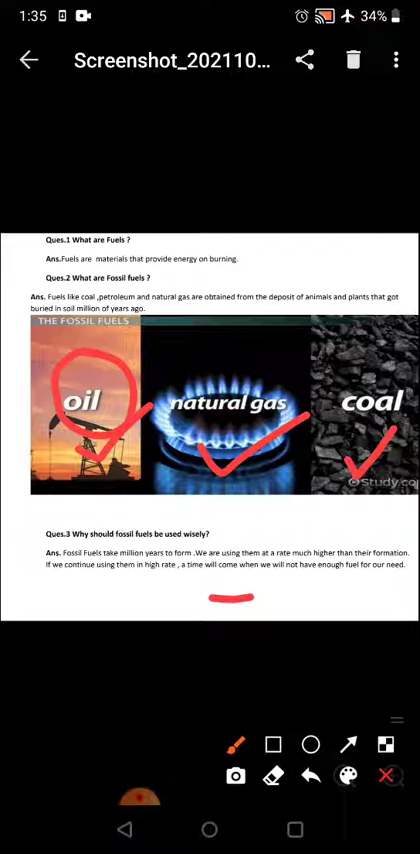 1:35
34%
Screenshot_202110...
Ques.1 What are Fuels ?
Ans.Fuels are materials that provide energy on burning.
Ques.2 What are Fossil fuels ?
Ans. Fuels like coal ,petroleum and natural gas are obtained from the deposit of animals and plants that got
buried in soil million of years ago.
THE FOSSIL FUELS
oil
natural gas
coal
Study.co
Ques.3 Why should fossil fuels be used wisely?
Ans. Fossil Fuels take million years to form .We are using them at a rate much higher than their formation.
If we continue using them in high rate , a time will come when we will not have enough fuel for our need.